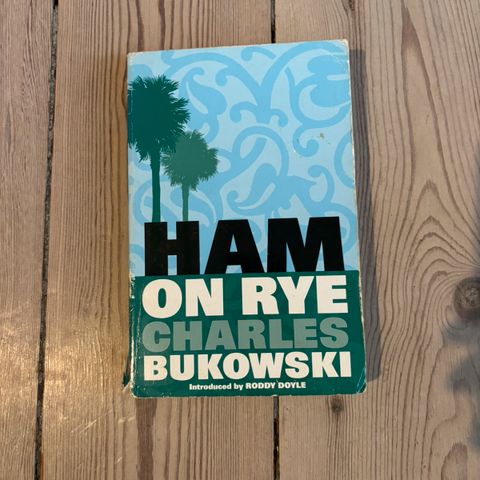 HAM
ON RYE
CHARLES
BUKOWSKI
Introduced by RODDY DOYLE